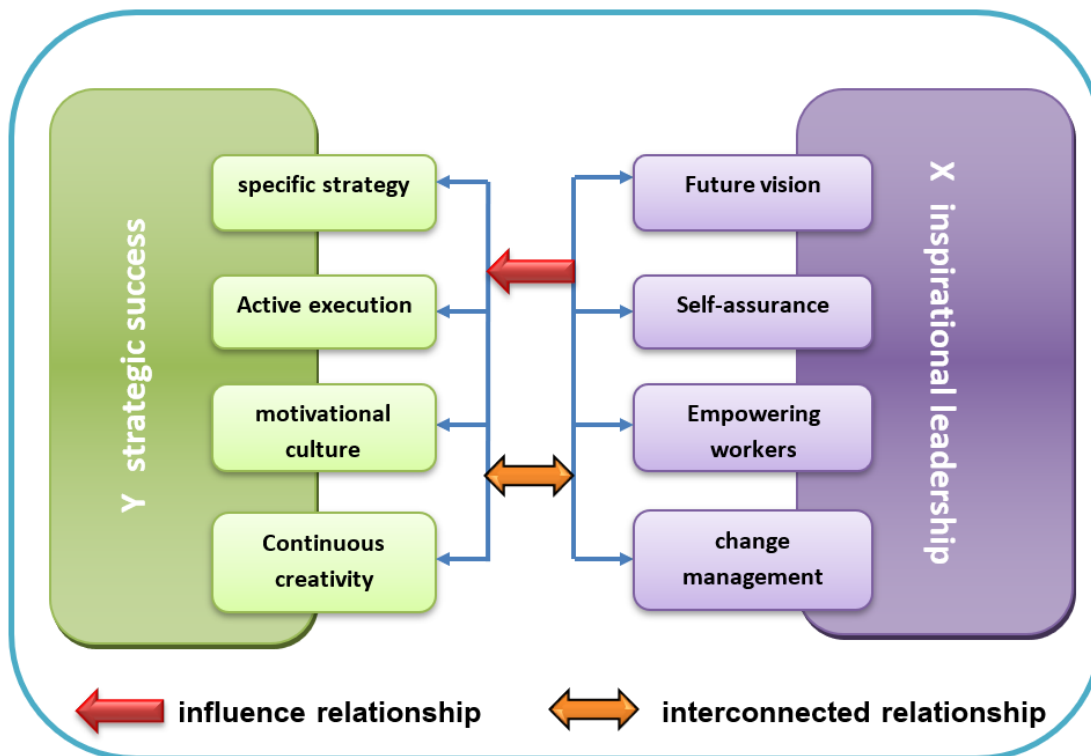 Y strategic success
specific strategy
Active execution
motivational
culture
Continuous
creativity
Future vision
Self-assurance
Empowering
workers
change
management
X inspirational leadership
influence relationship
interconnected relationship